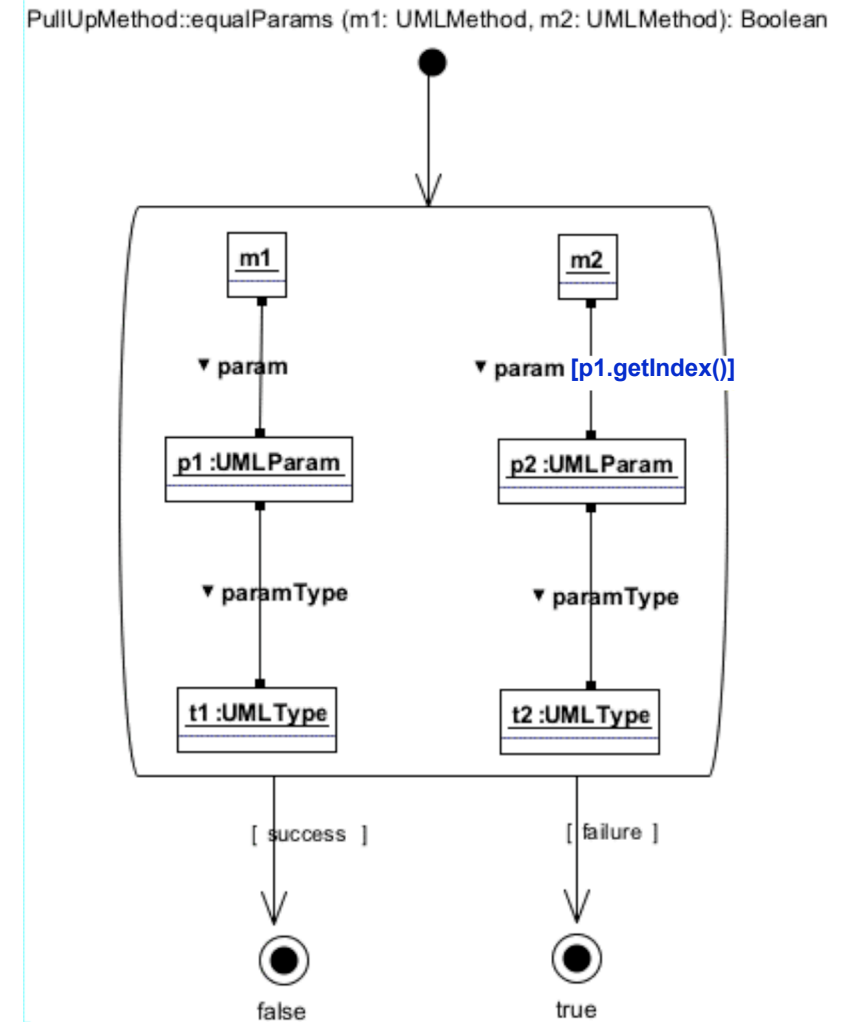 PullUpMethod::equalParams (m1: UMLMethod, m2: UMLMethod): Boolean
m1
m2
▼ param
▼ param [p1.getIndex()]
p1 :UMLParam
p2 :UMLParam
▼ paramType
▼ paramType
t1 :UMLType
t2 :UMLType
[ success ]
[ failure ]
false
true